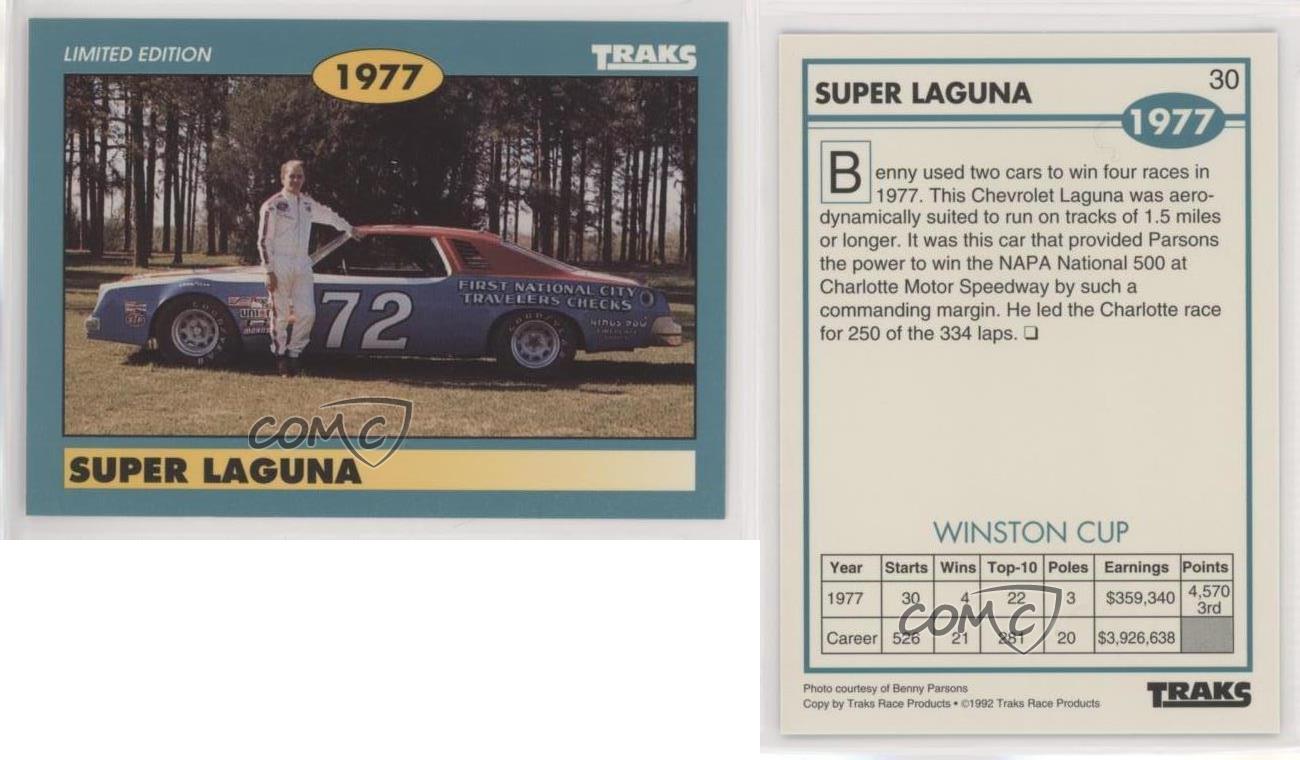 LIMITED EDITION
TRAKS
1977
SUPER LAGUNA
72
FIRST NATIONAL CITY
TRAVELERS CHECKS
GOODYEAR
COMC
30
SUPER LAGUNA
1977
Benny used two cars to win four races in
1977. This Chevrolet Laguna was aero-
dynamically suited to run on tracks of 1.5 miles
or longer. It was this car that provided Parsons
the power to win the NAPA National 500 at
Charlotte Motor Speedway by such a
commanding margin. He led the Charlotte race
for 250 of the 334 laps. ❑
WINSTON CUP
Year Starts Wins Top-10 Poles Earnings Points
1977 30 4 22 3 $359,340 4,570
3rd
Career 526 21 281 20 $3,926,638
COMC
Photo courtesy of Benny Parsons
Copy by Traks Race Products • ©1992 Traks Race Products
TRAKS